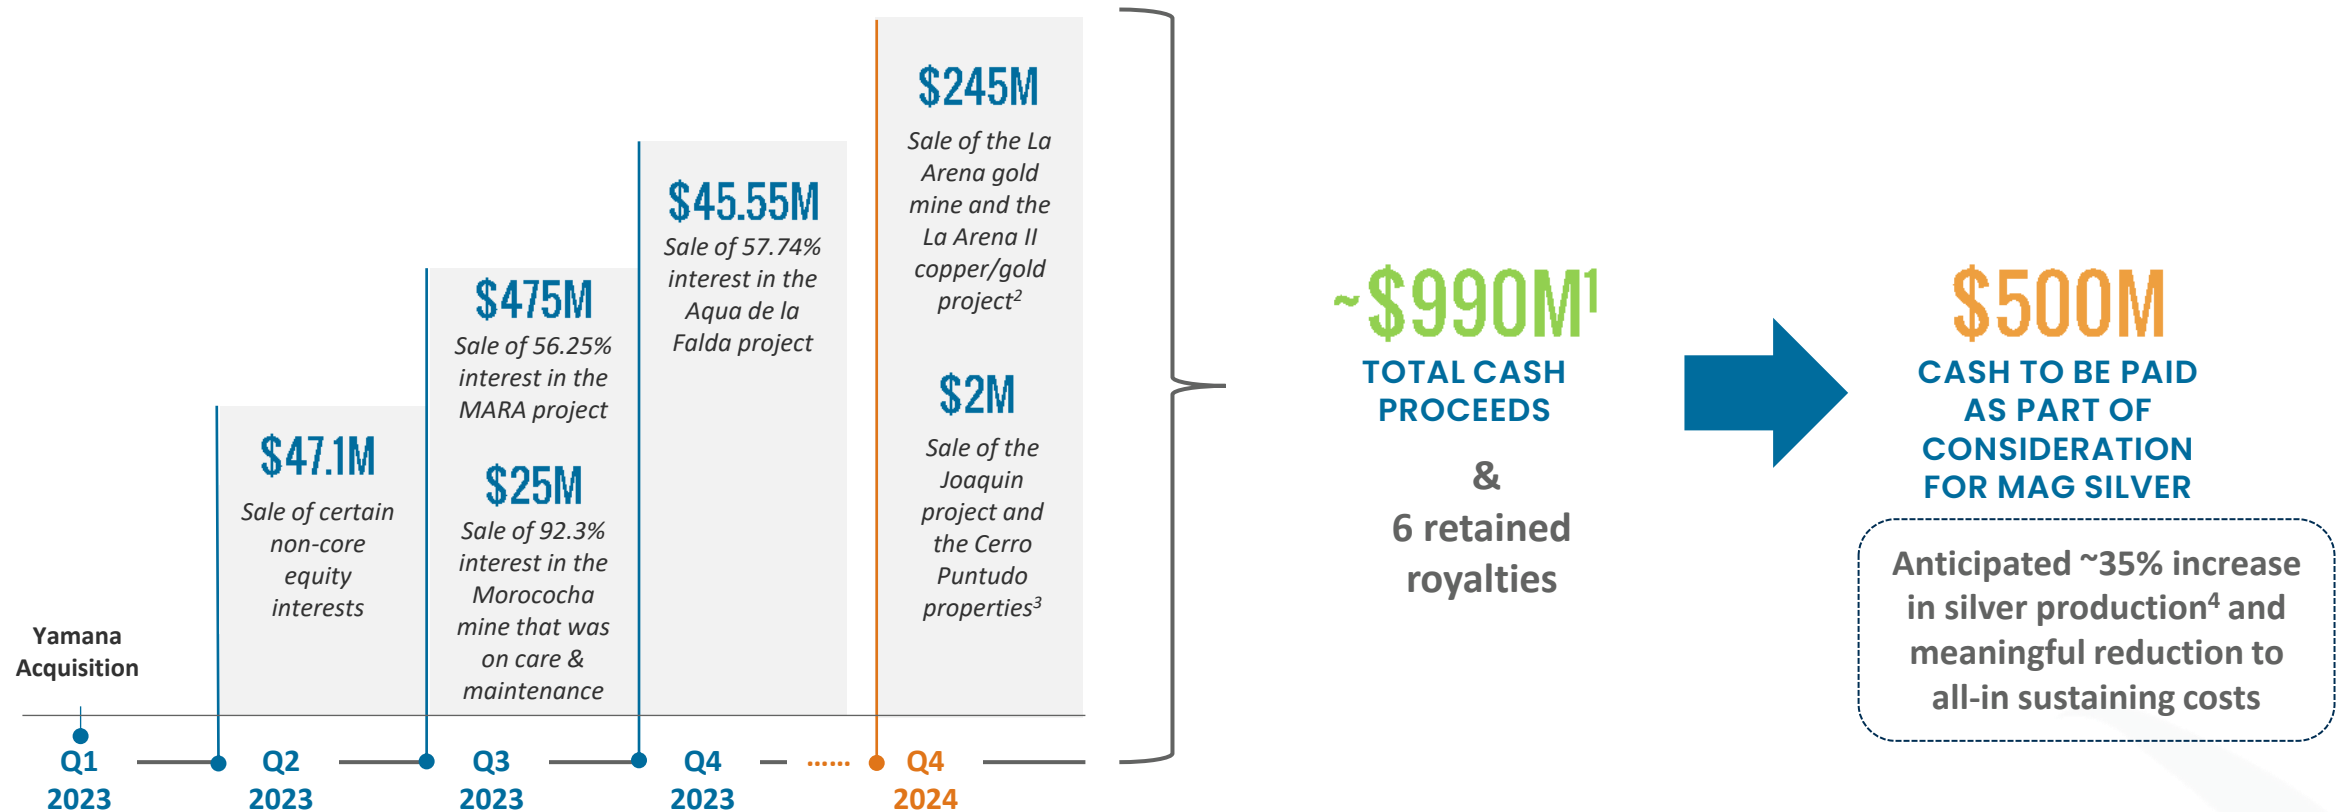 $47.1M
Sale of certain
non-core
equity
interests
$475M
Sale of 56.25%
interest in the
MARA project
$25M
Sale of 92.3%
interest in the
Morococha
mine that was
on care &
maintenance
$45.55M
Sale of 57.74%
interest in the
Aqua de la
Falda project
$245M
Sale of the La
Arena gold
mine and the
La Arena II
copper/gold
project²
$2M
Sale of the
Joaquin
project and
the Cerro
Puntudo
properties³
Yamana
Acquisition
Q1
2023
Q2
2023
Q3
2023
Q4
2023
......
Q4
2024
~$990M¹
TOTAL CASH
PROCEEDS
&
6 retained
royalties
$500M
CASH TO BE PAID
AS PART OF
CONSIDERATION
FOR MAG SILVER
Anticipated ~35% increase
in silver production⁴ and
meaningful reduction to
all-in sustaining costs